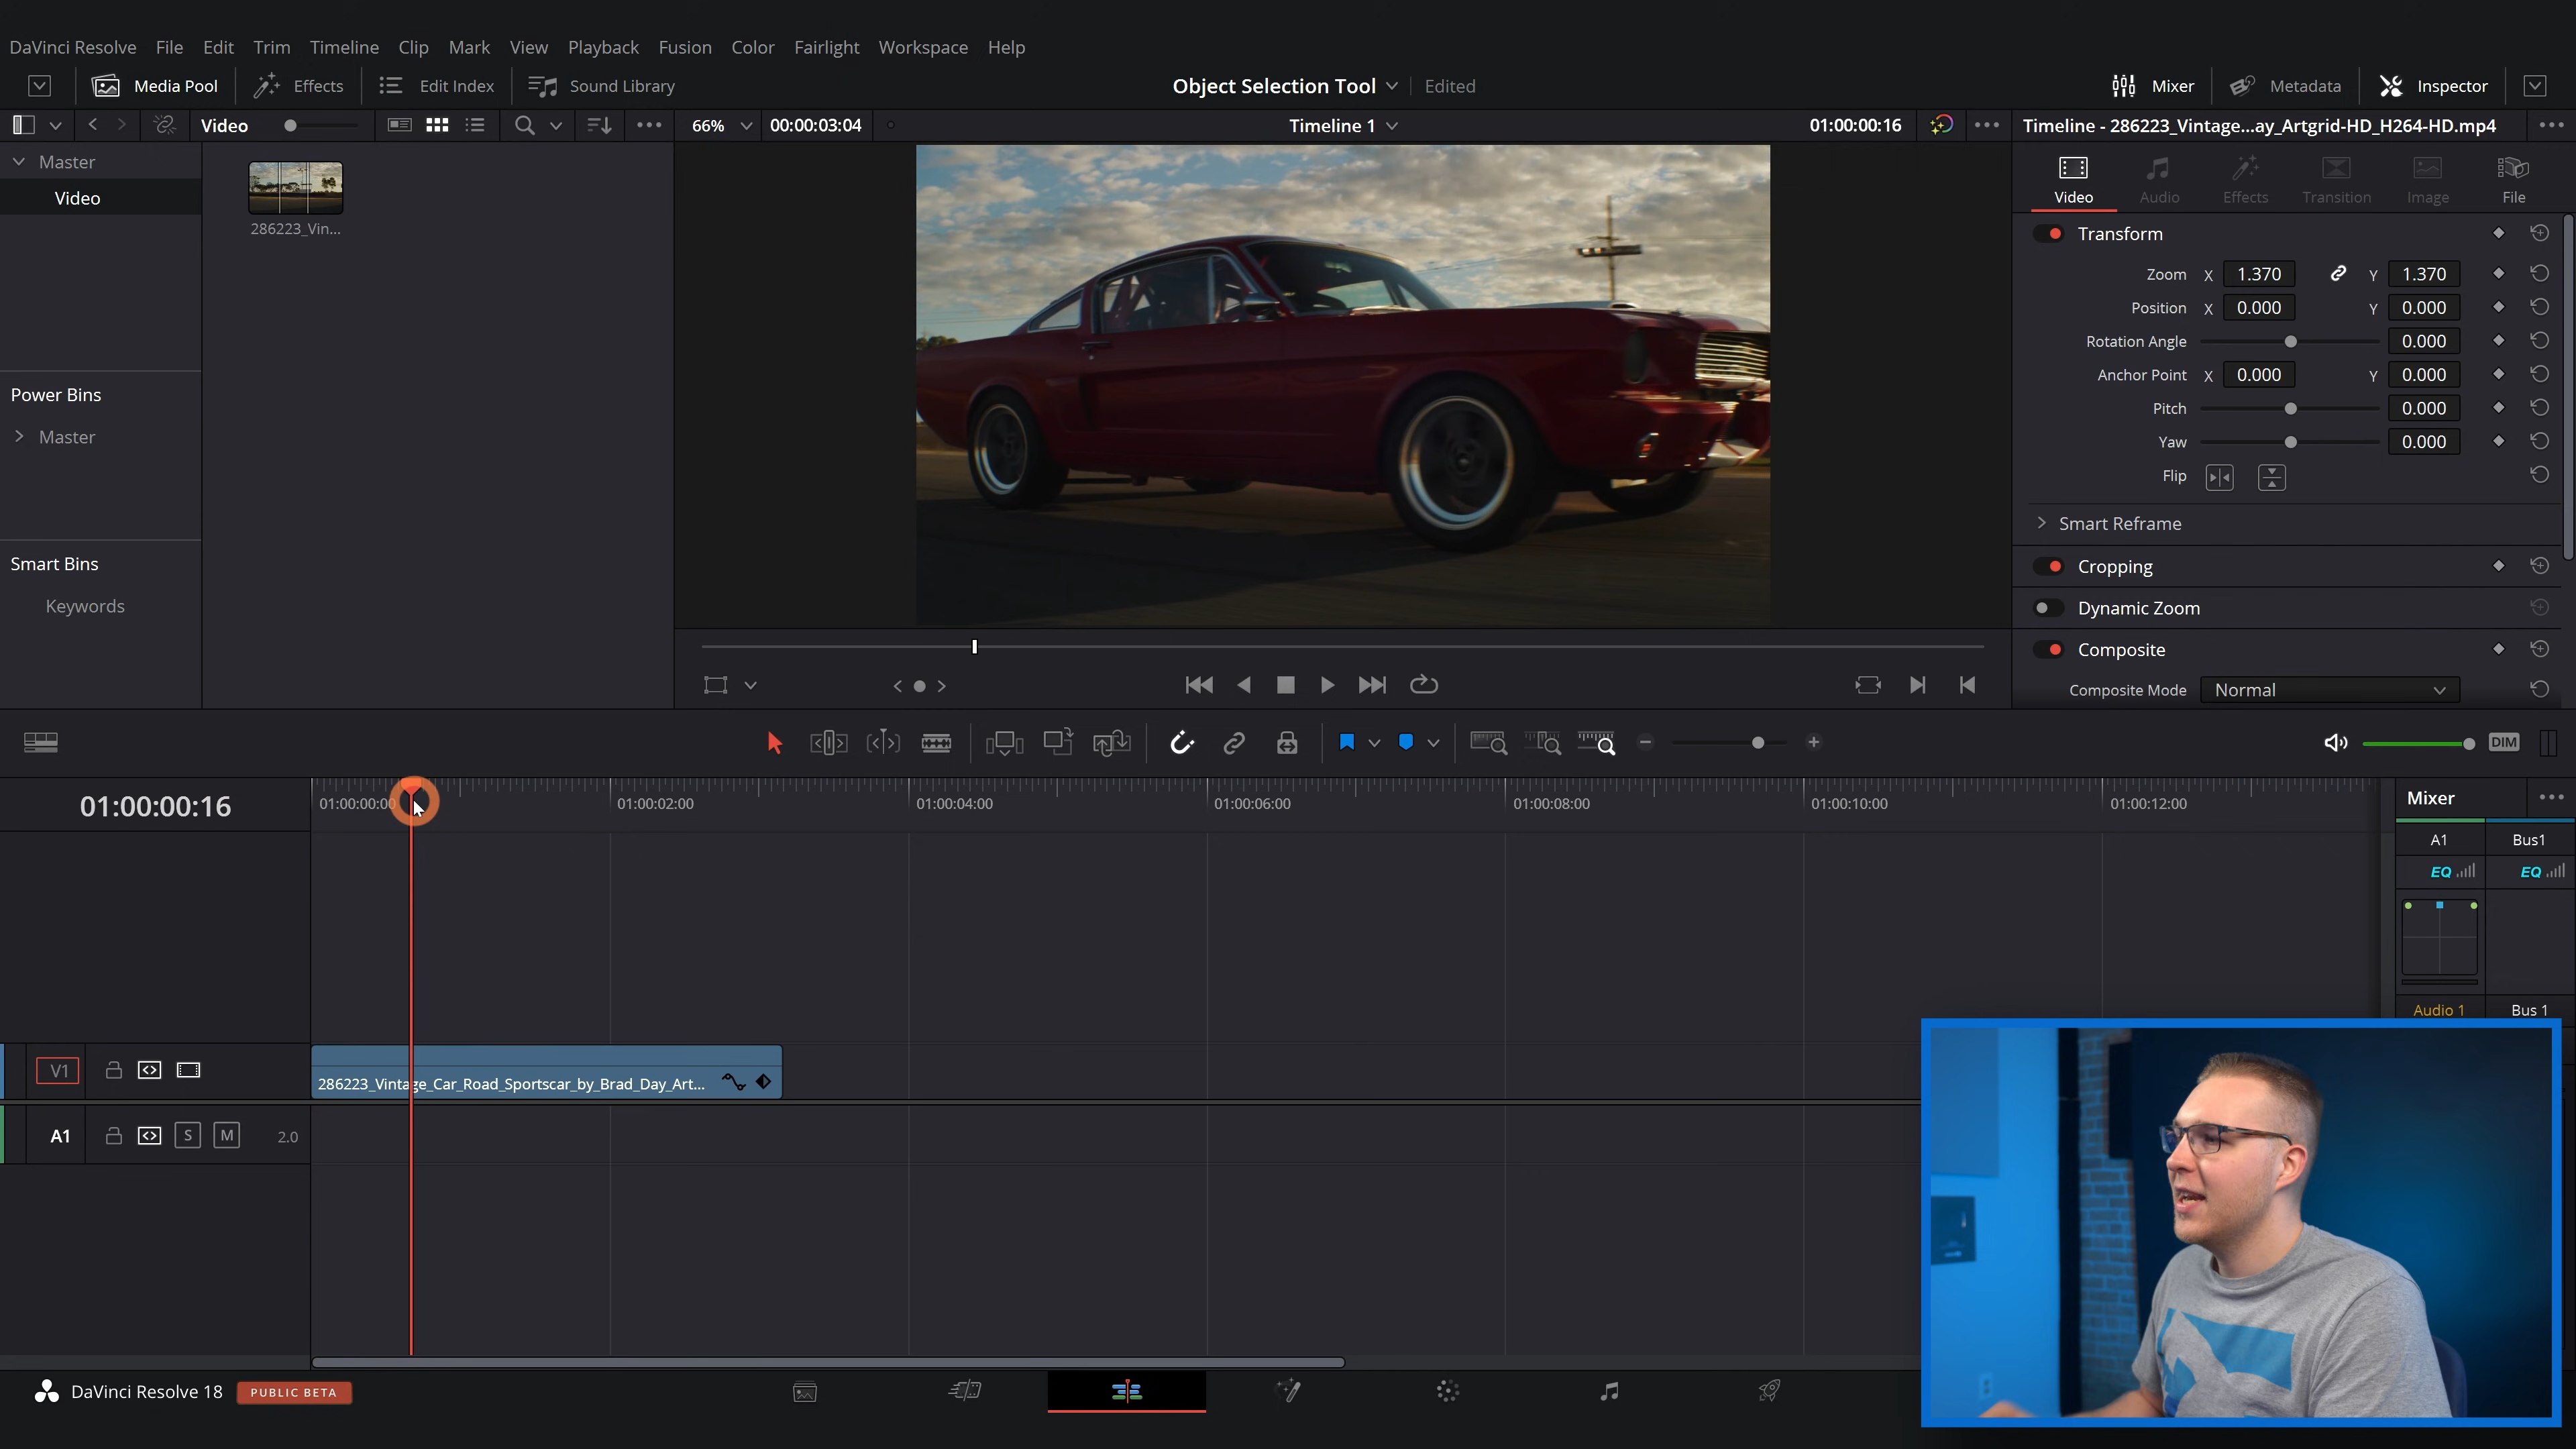 DaVinci Resolve File Edit Trim Timeline Clip Mark View Playback Fusion Color Fairlight Workspace Help
Media Pool Effects Edit Index Sound Library Object Selection Tool Edited Mixer Metadata Inspector
Video 66% 00:00:03:04 Timeline 1 01:00:00:16 Timeline - 286223_Vintage...ay_Artgrid-HD_H264-HD.mp4
Master
Video
286223_Vin...
Power Bins
Master
Smart Bins
Keywords
Video Audio Effects Transition Image File
Transform
Zoom X 1.370 Y 1.370
Position X 0.000 Y 0.000
Rotation Angle 0.000
Anchor Point X 0.000 Y 0.000
Pitch 0.000
Yaw 0.000
Flip
Smart Reframe
Cropping
Dynamic Zoom
Composite
Composite Mode Normal
DIM
01:00:00:16 01:00:00:00 01:00:02:00 01:00:04:00 01:00:06:00 01:00:08:00 01:00:10:00 01:00:12:00
Mixer
A1 Bus1
EQ EQ
Audio 1 Bus 1
V1 286223_Vintage_Car_Road_Sportscar_by_Brad_Day_Art...
A1 S M 2.0
DaVinci Resolve 18 PUBLIC BETA